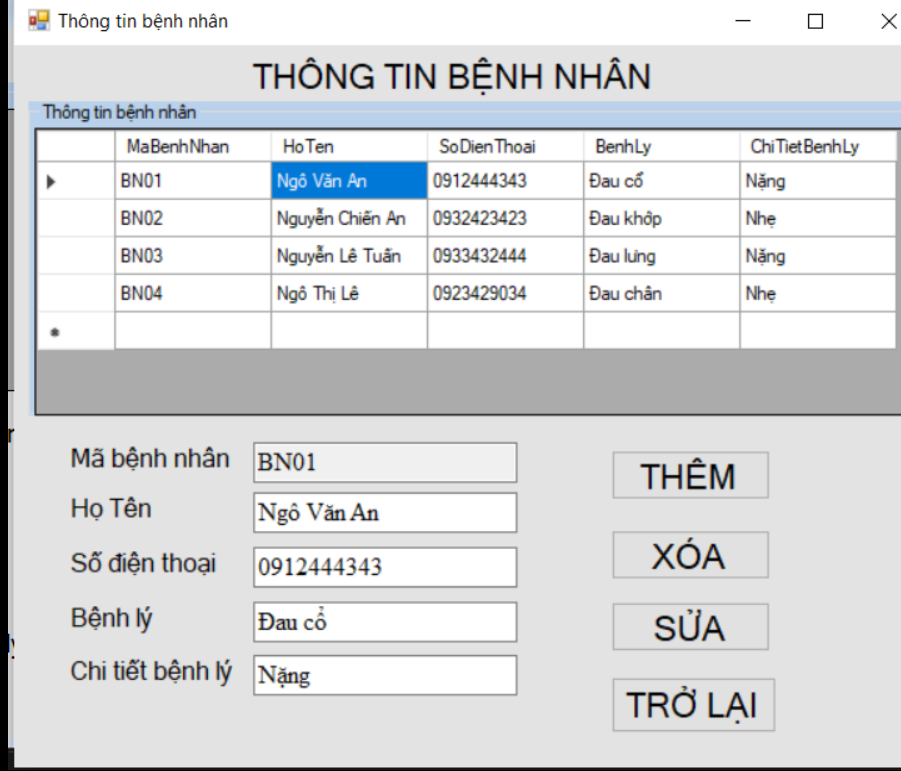 Thông tin bệnh nhân
THÔNG TIN BỆNH NHÂN
Thông tin bệnh nhân
MaBenhNhan HoTen SoDienThoai BenhLy ChiTietBenhLy
BN01 Ngô Văn An 0912444343 Đau cổ Nặng
BN02 Nguyễn Chiến An 0932423423 Đau khớp Nhẹ
BN03 Nguyễn Lê Tuấn 0933432444 Đau lưng Nặng
BN04 Ngô Thị Lê 0923429034 Đau chân Nhẹ
Mã bệnh nhân BN01 THÊM
Họ Tên Ngô Văn An
Số điện thoại 0912444343 XÓA
Bệnh lý Đau cổ SỬA
Chi tiết bệnh lý Nặng
TRỞ LẠI